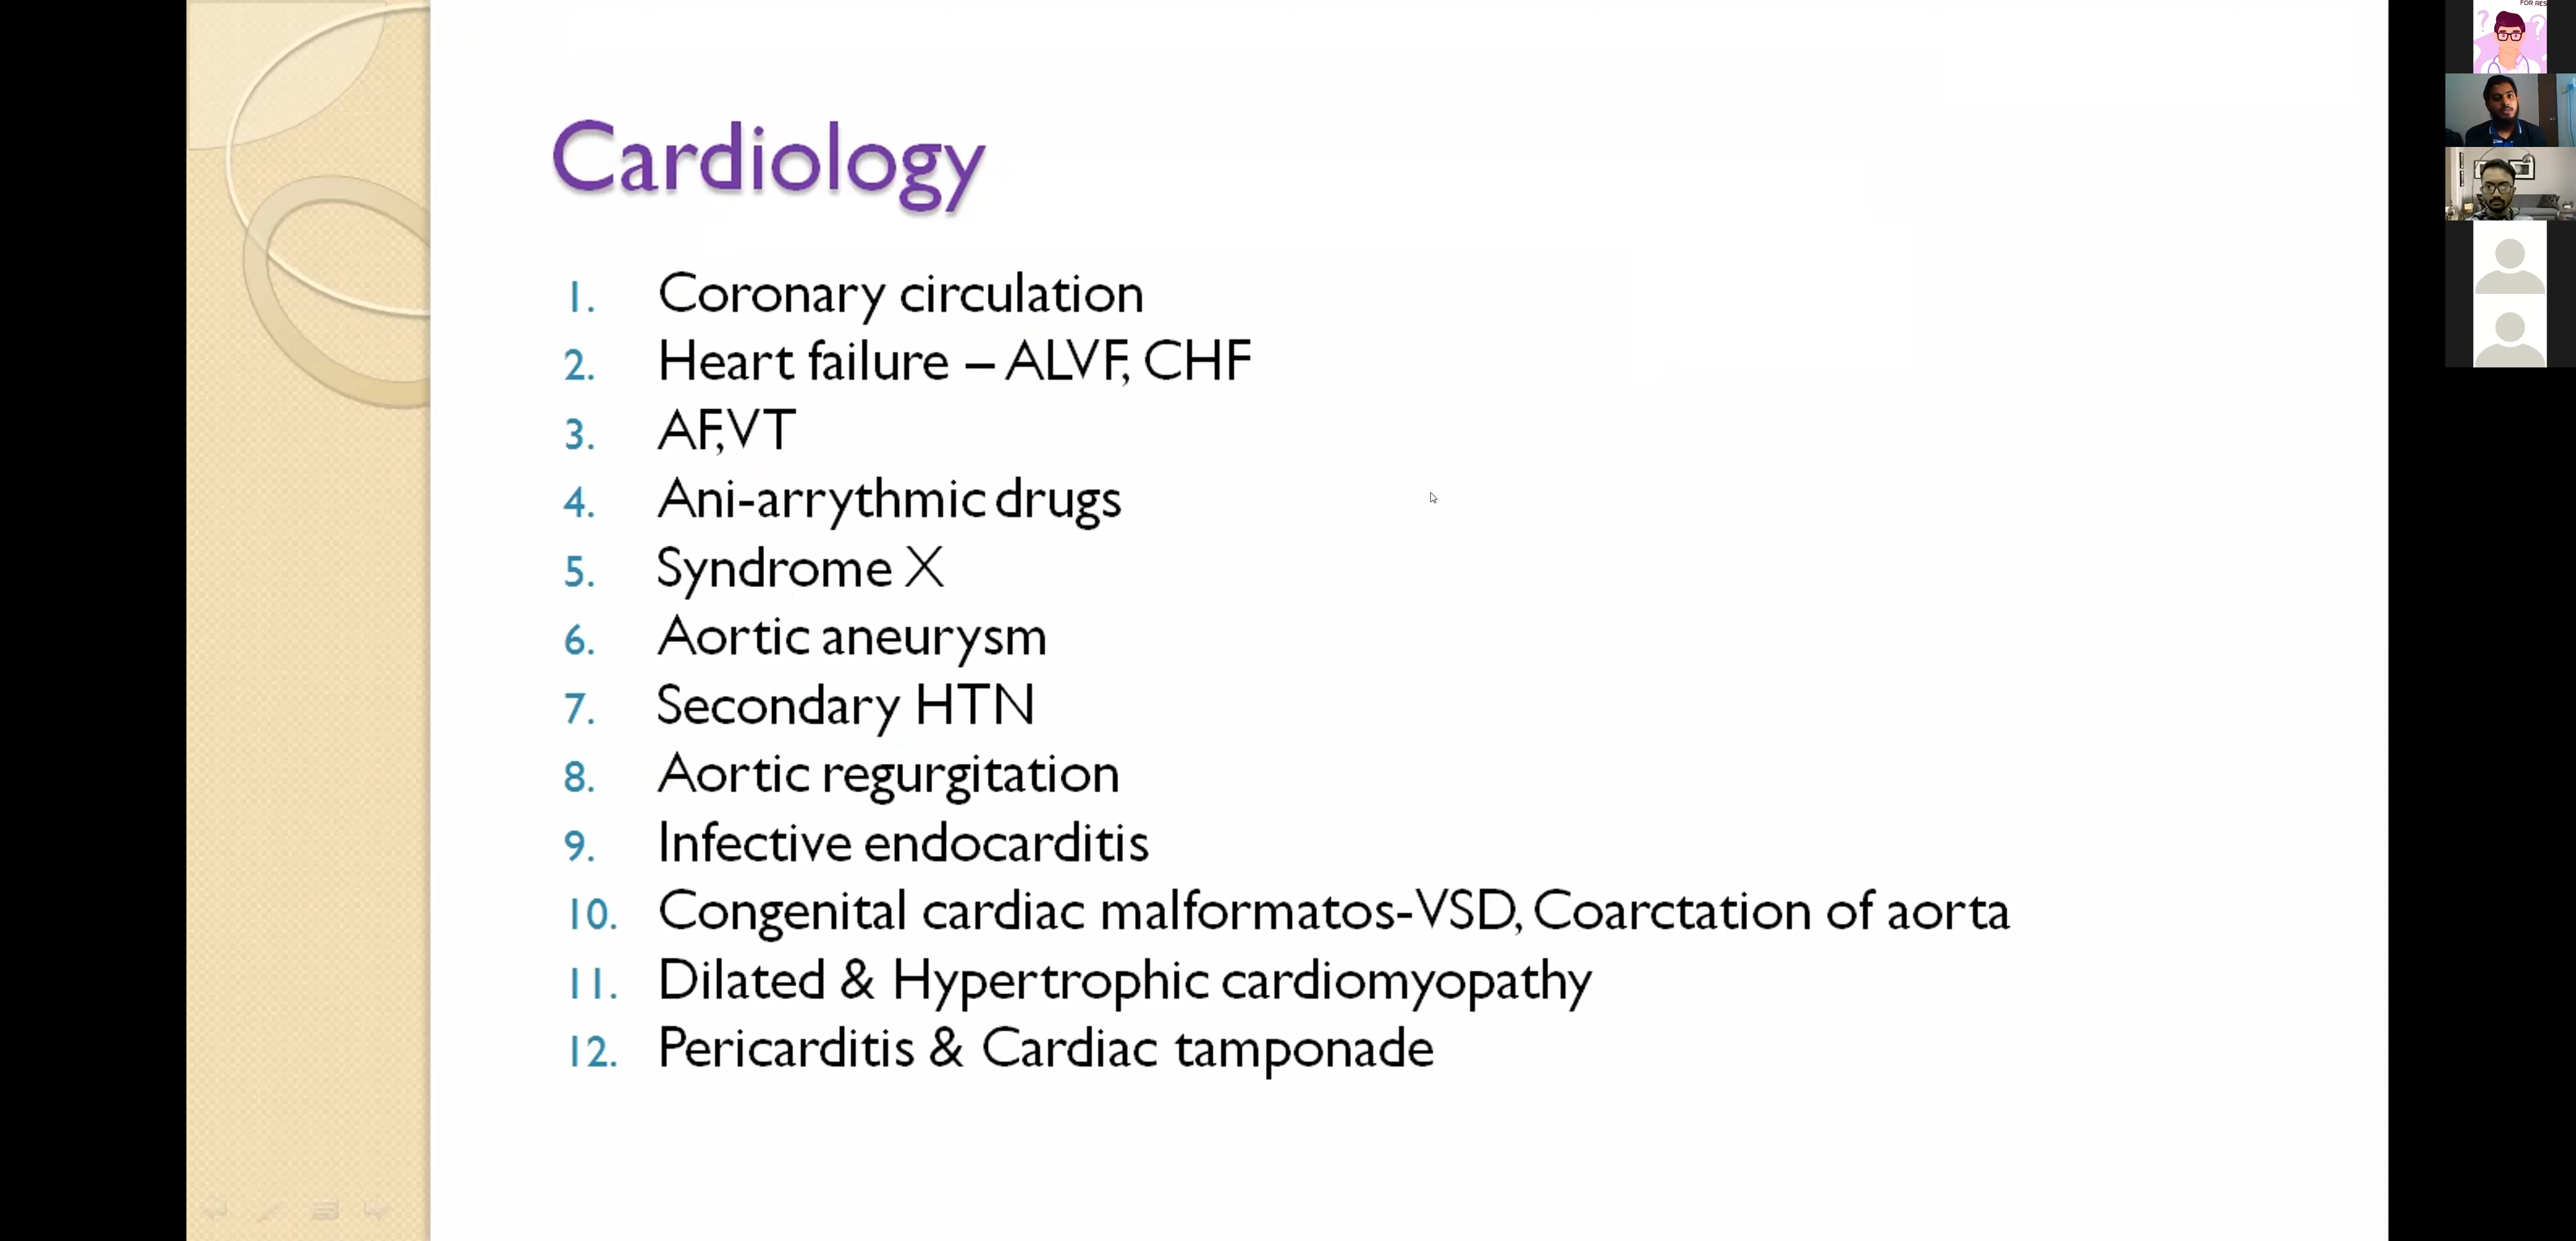 FOR RES
Cardiology
1. Coronary circulation
2. Heart failure – ALVF, CHF
3. AF,VT
4. Ani-arrythmic drugs
5. Syndrome X
6. Aortic aneurysm
7. Secondary HTN
8. Aortic regurgitation
9. Infective endocarditis
10. Congenital cardiac malformatos-VSD, Coarctation of aorta
11. Dilated & Hypertrophic cardiomyopathy
12. Pericarditis & Cardiac tamponade